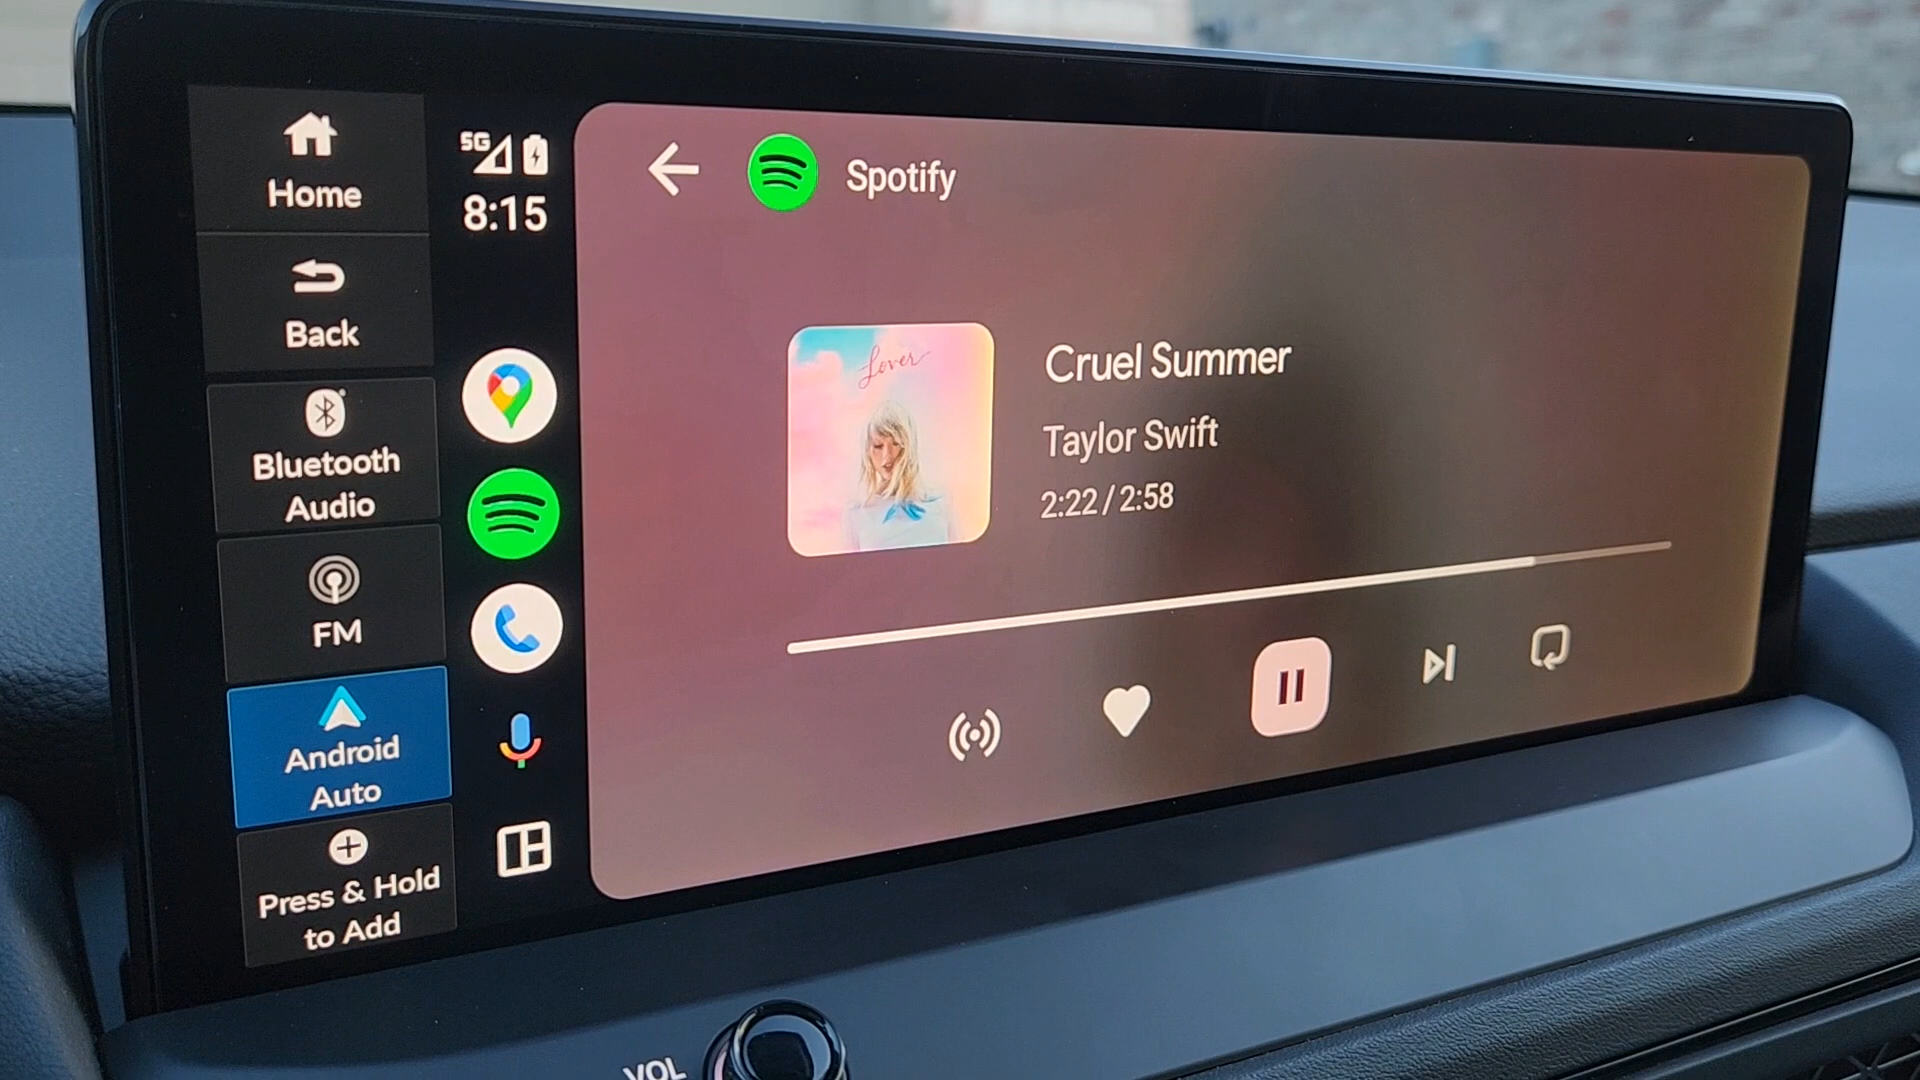 Home
Back
Bluetooth
Audio
FM
Android
Auto
Press & Hold
to Add
5G
8:15
Spotify
Lover
Cruel Summer
Taylor Swift
2:22 / 2:58
VOL